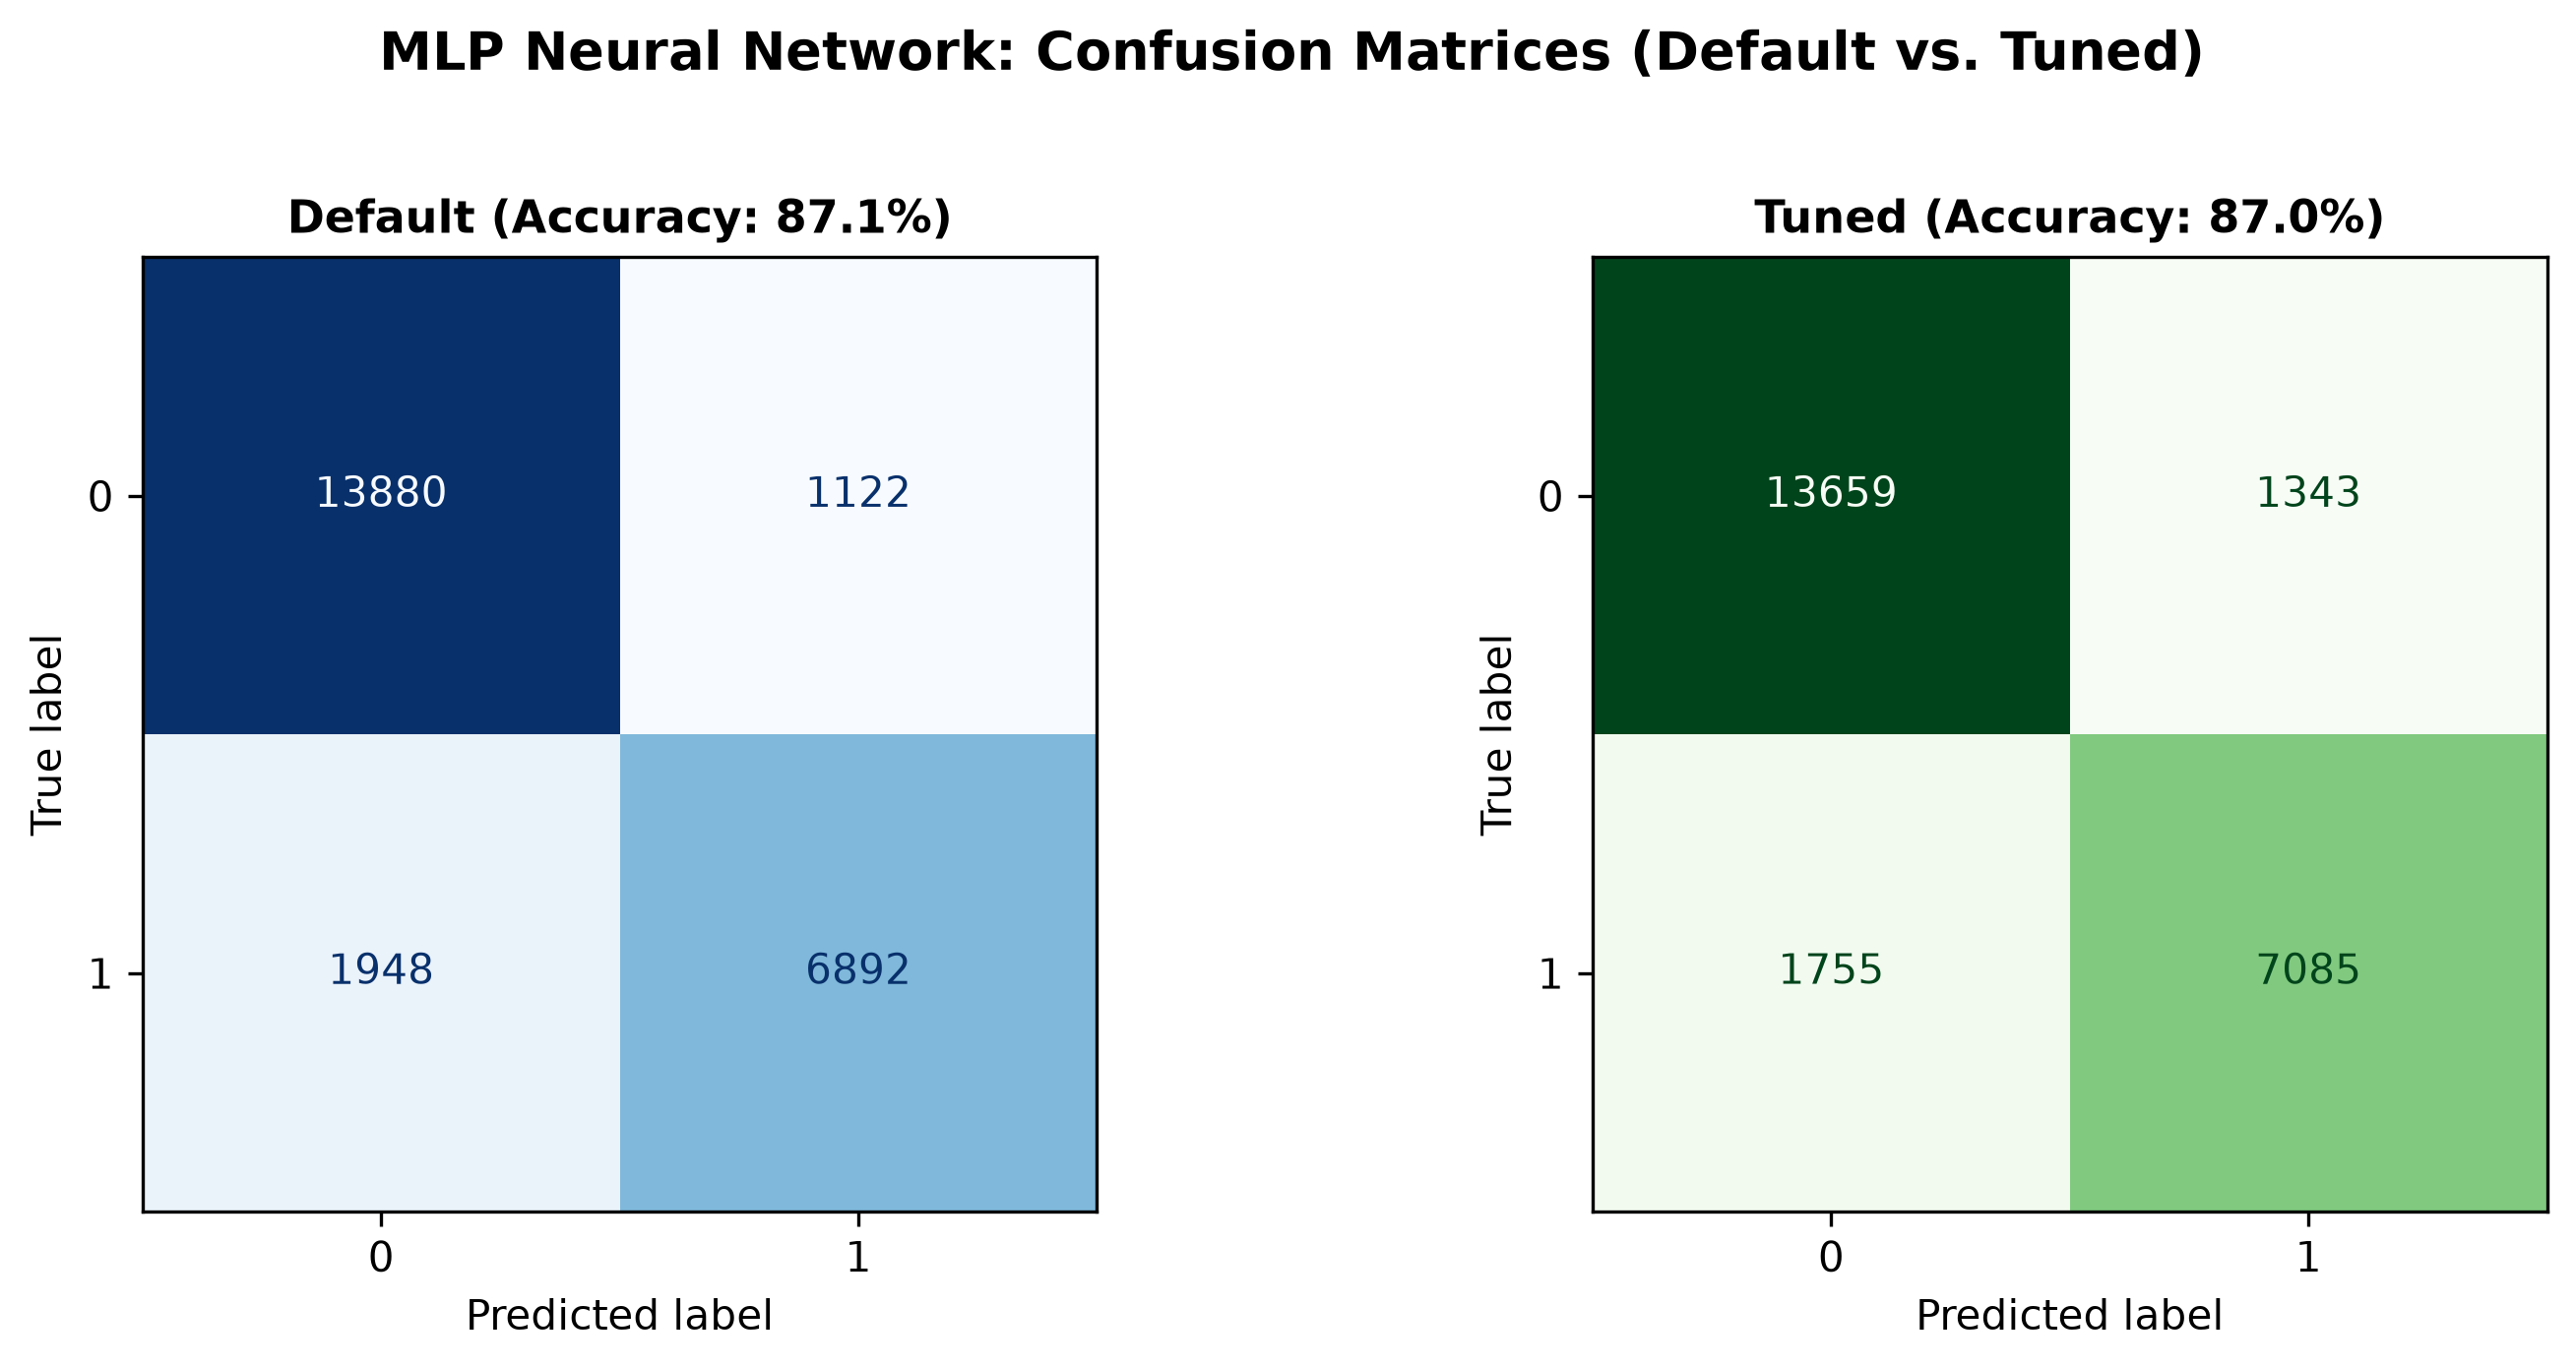 MLP Neural Network: Confusion Matrices (Default vs. Tuned)
Default (Accuracy: 87.1%)
13880
1122
0
True label
1948
6892
1
0
1
Predicted label
Tuned (Accuracy: 87.0%)
13659
1343
0
True label
1755
7085
1
0
1
Predicted label